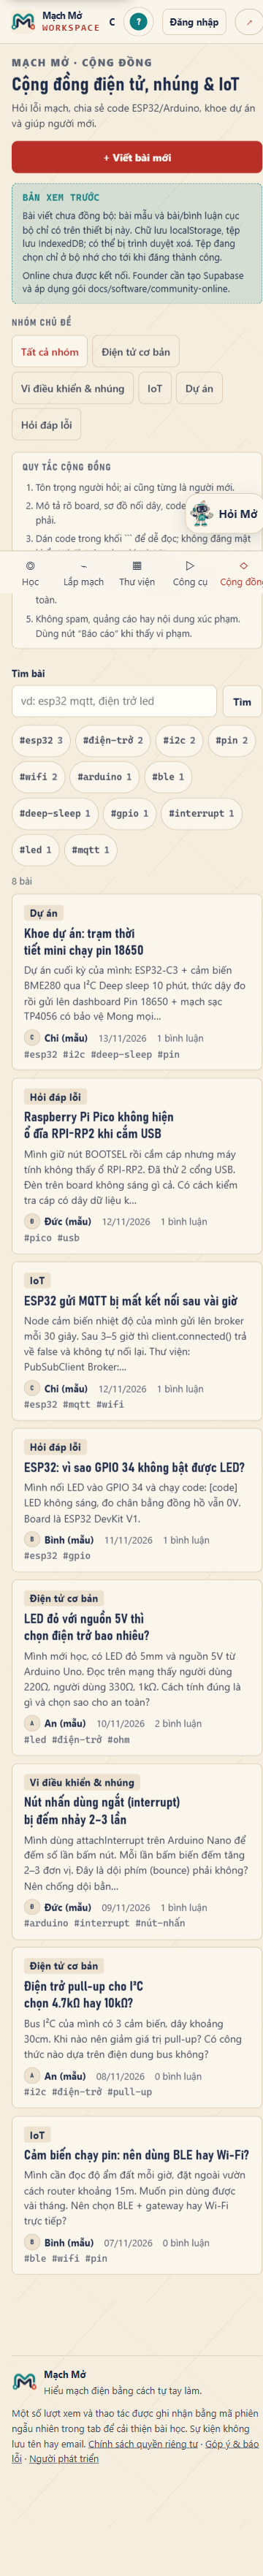 Mạch Mở
WORKSPACE
C
?
Đăng nhập
MẠCH MỞ · CỘNG ĐỒNG
Cộng đồng điện tử, nhúng & IoT
Hỏi mạch, chia sẻ code ESP32/Arduino, khoe dự án
và giúp người mới.
+ Viết bài mới
BẢN XEM TRƯỚC
Bài viết chưa đồng bộ: bài mẫu và bài/bình luận cục
bộ chỉ có trên thiết bị này. Chữ lưu localStorage, tệp
lưu IndexedDB; có thể bị trình duyệt xoá. Tệp đang
chọn chỉ ở bộ nhớ cho tới khi đăng thành công.
Online chưa được kết nối. Founder cần tạo Supabase
và áp dụng gói docs/software/community-online.
NHÓM CHỦ ĐỀ
Tất cả nhóm
Điện tử cơ bản
Vi điều khiển & nhúng
IoT
Dự án
Hỏi đáp lỗi
QUY TẮC CỘNG ĐỒNG
1. Tôn trọng người hỏi; ai cũng từng là người mới.
2. Mô tả rõ board, sơ đồ nối dây, code
phải.
Hỏi Mở
3. Dán code trong khối ``` để dễ đọc; không đăng mật
Học
Lắp mạch
Thư viện
Công cụ
Cộng đồng
toàn.
5. Không spam, quảng cáo hay nội dung xúc phạm.
Dùng nút "Báo cáo" khi thấy vi phạm.
Tìm bài
vd: esp32 mqtt, điện trở led
Tìm
#esp32 3
#điện-trở 2
#i2c 2
#pin 2
#wifi 2
#arduino 1
#ble 1
#deep-sleep 1
#gpio 1
#interrupt 1
#led 1
#mqtt 1
8 bài
Dự án
Khoe dự án: trạm thời
tiết mini chạy pin 18650
Dự án cuối kỳ của mình: ESP32-C3 + cảm biến
BME280 qua I²C Deep sleep 10 phút, thức dậy đo
rồi gửi lên dashboard Pin 18650 + mạch sạc
TP4056 có bảo vệ Mong mọi…
C Chi (mẫu) 13/11/2026 1 bình luận
#esp32 #i2c #deep-sleep #pin
Hỏi đáp lỗi
Raspberry Pi Pico không hiện
ổ đĩa RPI-RP2 khi cắm USB
Mình giữ nút BOOTSEL rồi cắm cáp nhưng máy
tính không thấy ổ RPI-RP2. Đã thử 2 cổng USB.
Đèn trên board không sáng gì cả. Có cách kiểm
tra cáp có dây dữ liệu k…
Đ Đức (mẫu) 12/11/2026 1 bình luận
#pico #usb
IoT
ESP32 gửi MQTT bị mất kết nối sau vài giờ
Node cảm biến nhiệt độ của mình gửi lên broker
mỗi 30 giây. Sau 3–5 giờ thì client.connected() trả
về false và không tự nối lại. Thư viện:
PubSubClient Broker:…
C Chi (mẫu) 12/11/2026 1 bình luận
#esp32 #mqtt #wifi
Hỏi đáp lỗi
ESP32: vì sao GPIO 34 không bật được LED?
Mình nối LED vào GPIO 34 và chạy code: [code]
LED không sáng, đo chân bằng đồng hồ vẫn 0V.
Board là ESP32 DevKit V1.
B Bình (mẫu) 11/11/2026 1 bình luận
#esp32 #gpio
Điện tử cơ bản
LED đỏ với nguồn 5V thì
chọn điện trở bao nhiêu?
Mình mới học, có LED đỏ 5mm và nguồn 5V từ
Arduino Uno. Đọc trên mạng thấy người dùng
220Ω, người dùng 330Ω, 1kΩ. Cách tính đúng là
gì và chọn sao cho an toàn?
A An (mẫu) 10/11/2026 2 bình luận
#led #điện-trở #ohm
Vi điều khiển & nhúng
Nút nhấn dùng ngắt (interrupt)
bị đếm nhảy 2–3 lần
Mình dùng attachInterrupt trên Arduino Nano để
đếm số lần bấm nút. Mỗi lần bấm biến đếm tăng
2–3 đơn vị. Đây là dội phím (bounce) phải không?
Nên chống dội bằn…
Đ Đức (mẫu) 09/11/2026 1 bình luận
#arduino #interrupt #nút-nhấn
Điện tử cơ bản
Điện trở pull-up cho I²C
chọn 4.7kΩ hay 10kΩ?
Bus I²C của mình có 3 cảm biến, dây khoảng
30cm. Khi nào nên giảm giá trị pull-up? Có công
thức nào dựa trên điện dung bus không?
A An (mẫu) 08/11/2026 0 bình luận
#i2c #điện-trở #pull-up
IoT
Cảm biến chạy pin: nên dùng BLE hay Wi-Fi?
Mình cần đọc độ ẩm đất mỗi giờ, đặt ngoài vườn
cách router khoảng 15m. Muốn pin dùng được
vài tháng. Nên chọn BLE + gateway hay Wi-Fi
trực tiếp?
B Bình (mẫu) 07/11/2026 0 bình luận
#ble #wifi #pin
Mạch Mở
Hiểu mạch điện bằng cách tự tay làm.
Một số lượt xem và thao tác được ghi nhận bằng mã phiên
ngẫu nhiên trong tab để cải thiện bài học. Sự kiện không
lưu tên hay email. Chính sách quyền riêng tư · Góp ý & báo
lỗi · Người phát triển